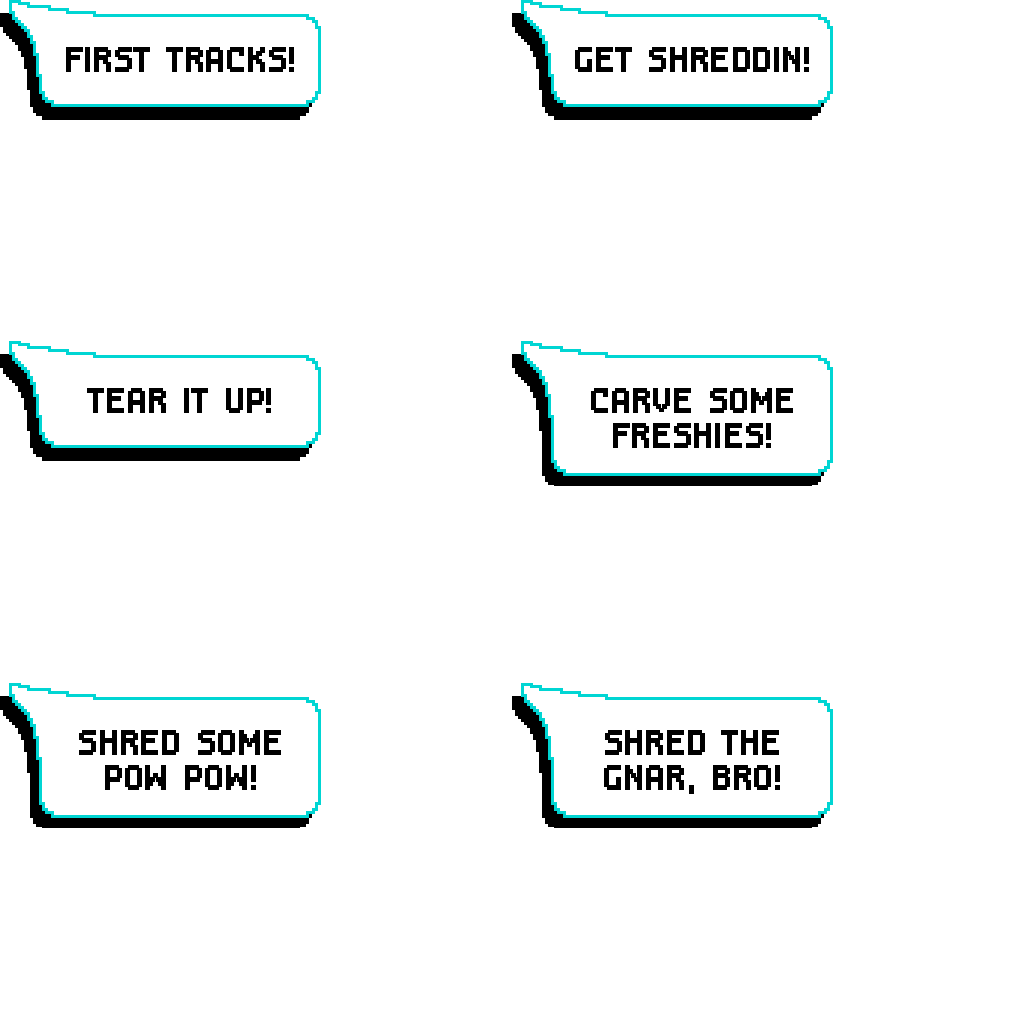 FIRST TRACKS!
GET SHREDDIN!
TEAR IT UP!
CARVE SOME
FRESHIES!
SHRED SOME
POW POW!
SHRED THE
GNAR, BRO!